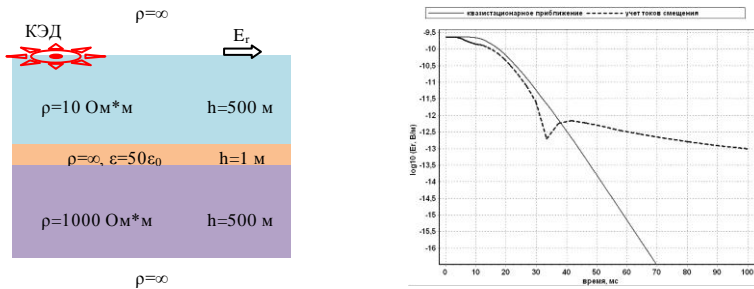 ρ=∞
КЭД
E_r
ρ=10 Ом*м h=500 м
ρ=∞, ε=50ε₀ h=1 м
ρ=1000 Ом*м h=500 м
ρ=∞
квазистационарное приближение учет токов смещения
log10 (Er, В/м)
-9,5
-10
-10,5
-11
-11,5
-12
-12,5
-13
-13,5
-14
-14,5
-15
-15,5
-16
0 10 20 30 40 50 60 70 80 90 100
время, мс